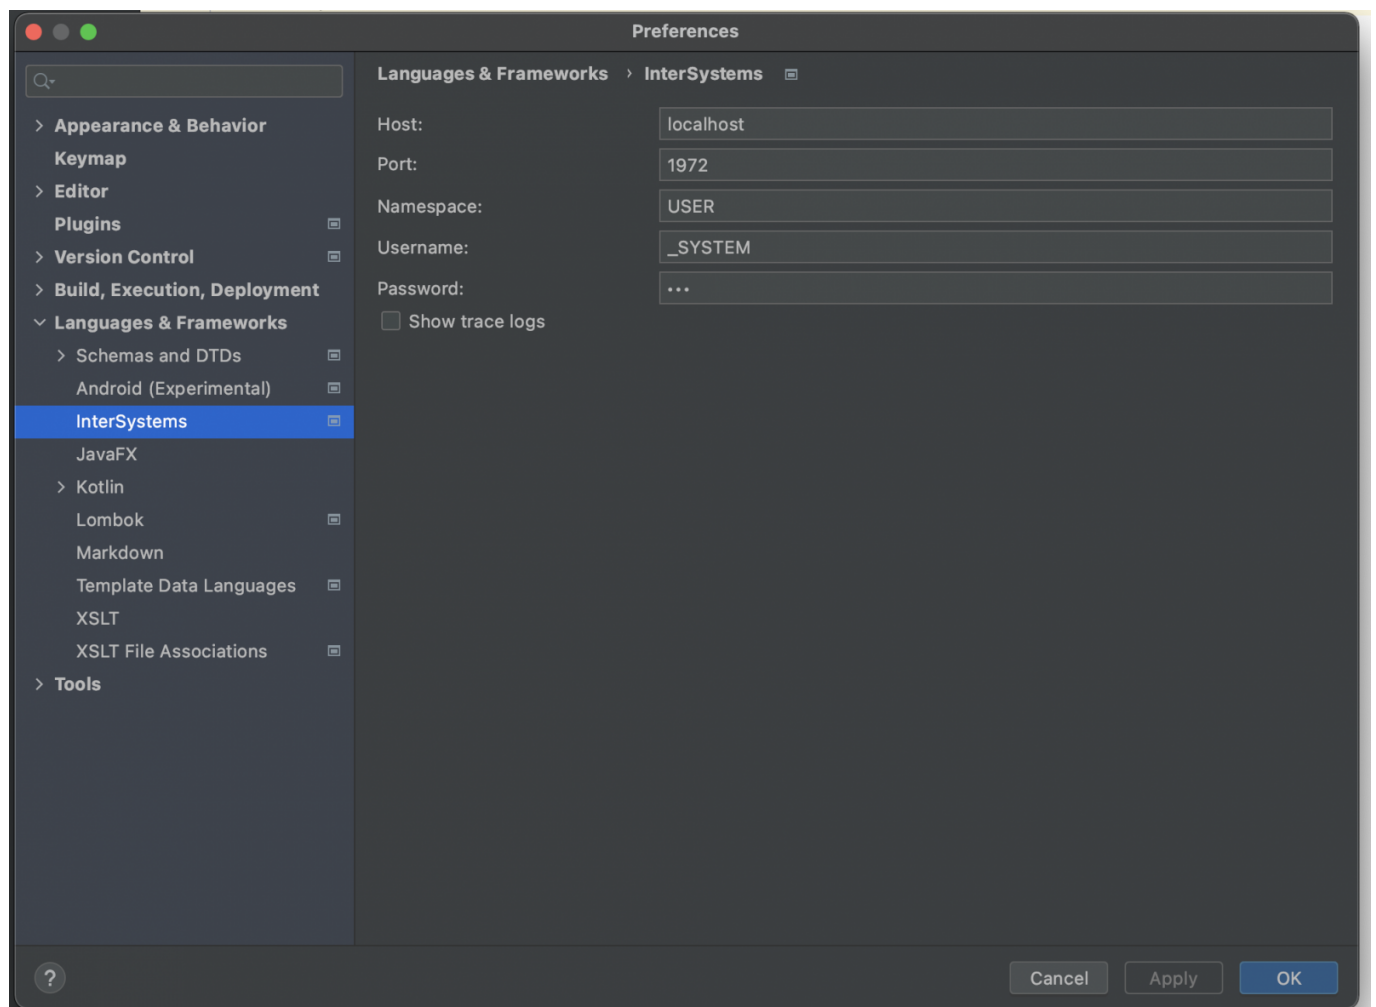 Preferences
Appearance & Behavior
Keymap
Editor
Plugins
Version Control
Build, Execution, Deployment
Languages & Frameworks
Schemas and DTDs
Android (Experimental)
InterSystems
JavaFX
Kotlin
Lombok
Markdown
Template Data Languages
XSLT
XSLT File Associations
Tools
Languages & Frameworks › InterSystems
Host: localhost
Port: 1972
Namespace: USER
Username: _SYSTEM
Password: •••
Show trace logs
? Cancel Apply OK